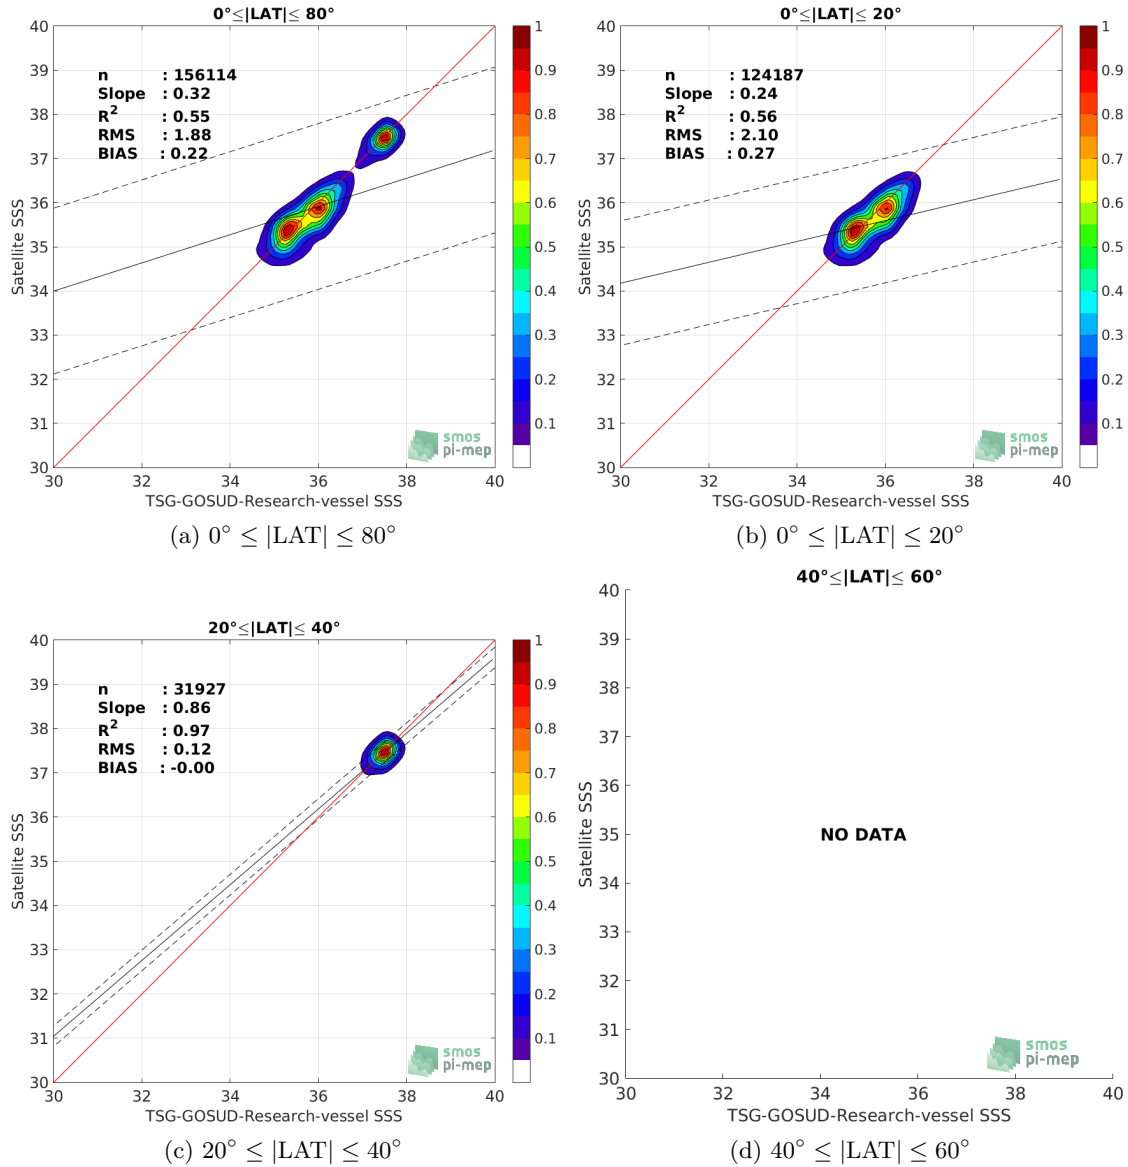 0°≤|LAT|≤ 80°
40
39
38
37
36
35
34
33
32
31
30
Satellite SSS
n : 156114
Slope : 0.32
R2 : 0.55
RMS : 1.88
BIAS : 0.22
smos
pi-mep
30 32 34 36 38 40
TSG-GOSUD-Research-vessel SSS
1
0.9
0.8
0.7
0.6
0.5
0.4
0.3
0.2
0.1
(a) 0° ≤ |LAT| ≤ 80°
0°≤|LAT|≤ 20°
40
39
38
37
36
35
34
33
32
31
30
Satellite SSS
n : 124187
Slope : 0.24
R2 : 0.56
RMS : 2.10
BIAS : 0.27
smos
pi-mep
30 32 34 36 38 40
TSG-GOSUD-Research-vessel SSS
1
0.9
0.8
0.7
0.6
0.5
0.4
0.3
0.2
0.1
(b) 0° ≤ |LAT| ≤ 20°
20°≤|LAT|≤ 40°
40
39
38
37
36
35
34
33
32
31
30
Satellite SSS
n : 31927
Slope : 0.86
R2 : 0.97
RMS : 0.12
BIAS : -0.00
smos
pi-mep
30 32 34 36 38 40
TSG-GOSUD-Research-vessel SSS
1
0.9
0.8
0.7
0.6
0.5
0.4
0.3
0.2
0.1
(c) 20° ≤ |LAT| ≤ 40°
40°≤|LAT|≤ 60°
40
39
38
37
36
35
34
33
32
31
30
Satellite SSS
NO DATA
smos
pi-mep
30 32 34 36 38 40
TSG-GOSUD-Research-vessel SSS
(d) 40° ≤ |LAT| ≤ 60°